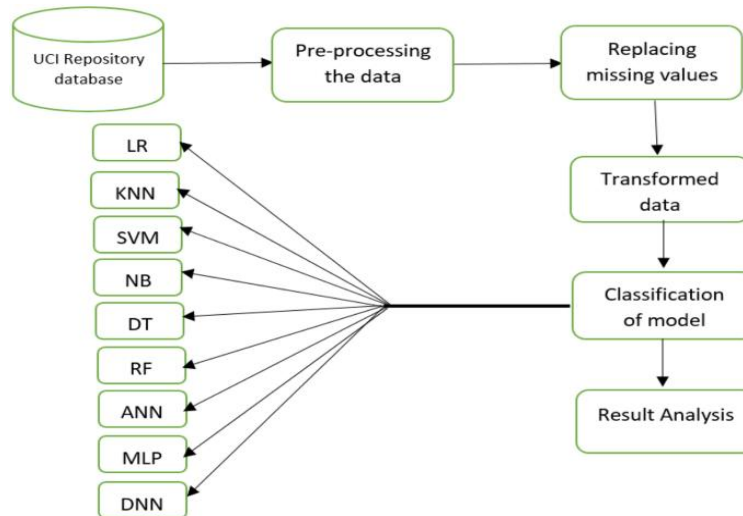 UCI Repository
database
Pre-processing
the data
Replacing
missing values
LR
KNN
SVM
NB
DT
RF
ANN
MLP
DNN
Transformed
data
Classification
of model
Result Analysis